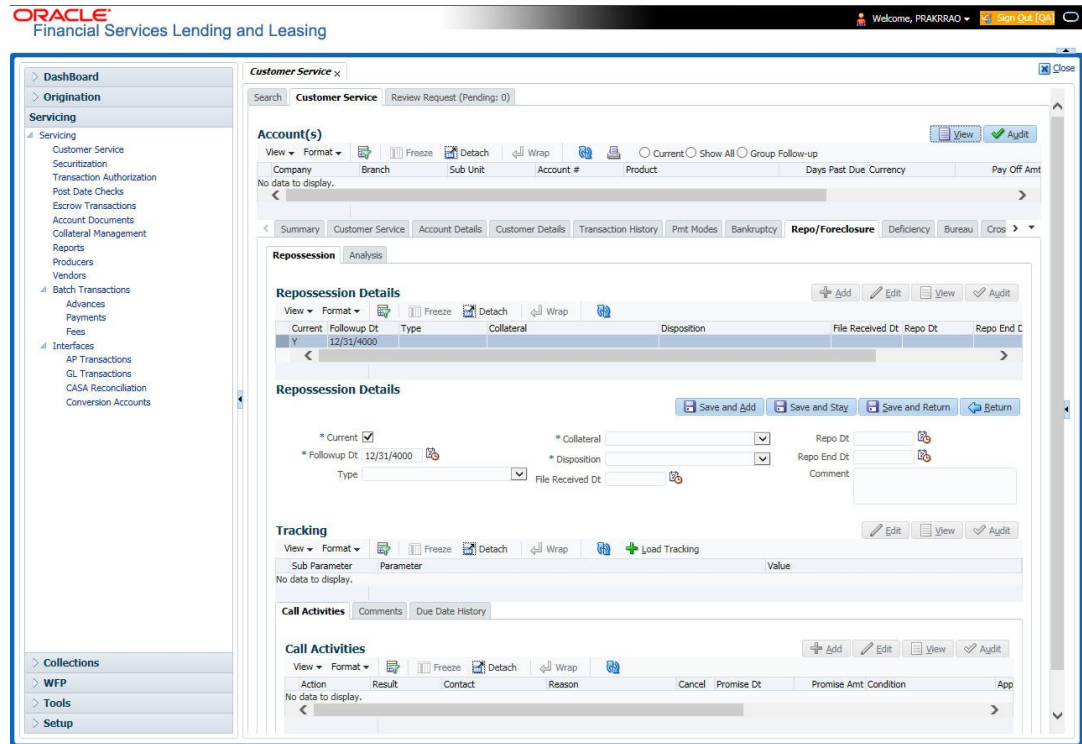 ORACLE
Financial Services Lending and Leasing
Welcome, PRAKRRAO
Sign Out [QA]
Close
DashBoard
Origination
Servicing
Servicing
Customer Service
Securitization
Transaction Authorization
Post Date Checks
Escrow Transactions
Account Documents
Collateral Management
Reports
Producers
Vendors
Batch Transactions
Advances
Payments
Fees
Interfaces
AP Transactions
GL Transactions
CASA Reconciliation
Conversion Accounts
Collections
WFP
Tools
Setup
Customer Service x
Search Customer Service Review Request (Pending: 0)
Account(s)
View Audit
View Format Freeze Detach Wrap Current Show All Group Follow-up
Company Branch Sub Unit Account # Product Days Past Due Currency Pay Off Amt
No data to display.
Summary Customer Service Account Details Customer Details Transaction History Pmt Modes Bankruptcy Repo/Foreclosure Deficiency Bureau Cros
Repossession Analysis
Repossession Details
Add Edit View Audit
View Format Freeze Detach Wrap
Current Followup Dt Type Collateral Disposition File Received Dt Repo Dt Repo End D
Y 12/31/4000
Repossession Details
Save and Add Save and Stay Save and Return Return
* Current * Collateral Repo Dt
* Followup Dt 12/31/4000 * Disposition Repo End Dt
Type File Received Dt Comment
Tracking
Edit View Audit
View Format Freeze Detach Wrap Load Tracking
Sub Parameter Parameter Value
No data to display.
Call Activities Comments Due Date History
Call Activities
Add Edit View Audit
View Format Freeze Detach Wrap
Action Result Contact Reason Cancel Promise Dt Promise Amt Condition App
No data to display.